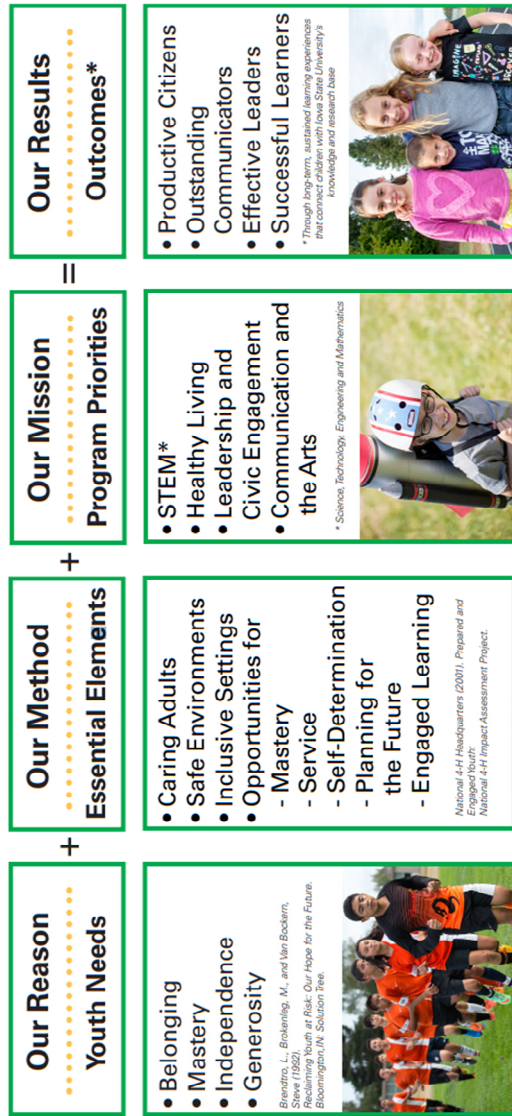 Our Reason
Youth Needs
+
Our Method
Essential Elements
+
Our Mission
Program Priorities
=
Our Results
Outcomes*
• Belonging
• Mastery
• Independence
• Generosity
Brendtro, L., Brokenleg, M., and Van Bockern,
Steve (1992).
Reclaiming Youth at Risk: Our Hope for the Future.
Bloomington, IN: Solution Tree.
• Caring Adults
• Safe Environments
• Inclusive Settings
• Opportunities for
- Mastery
- Service
- Self-Determination
- Planning for
the Future
- Engaged Learning
National 4-H Headquarters (2001). Prepared and
Engaged Youth:
National 4-H Impact Assessment Project.
• STEM*
• Healthy Living
• Leadership and
Civic Engagement
• Communication and
the Arts
* Science, Technology, Engineering and Mathematics
• Productive Citizens
• Outstanding
Communicators
• Effective Leaders
• Successful Learners
* Through long-term, sustained learning experiences
that connect children with Iowa State University's
knowledge and research base
IMAGINE